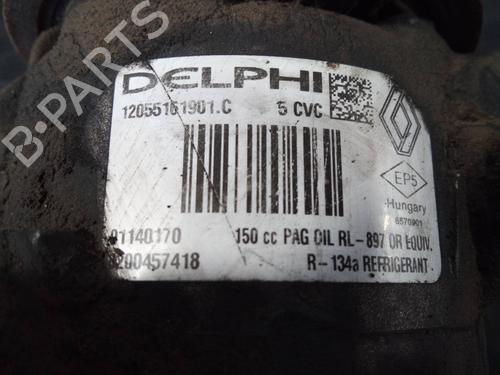 DELPHI
12055161901.C 5 CVC
EP5
Hungary
6570901
01140170 150 cc PAG OIL RL-897 OR EQUIV.
8200457418 R-134a REFRIGERANT
B-PARTS